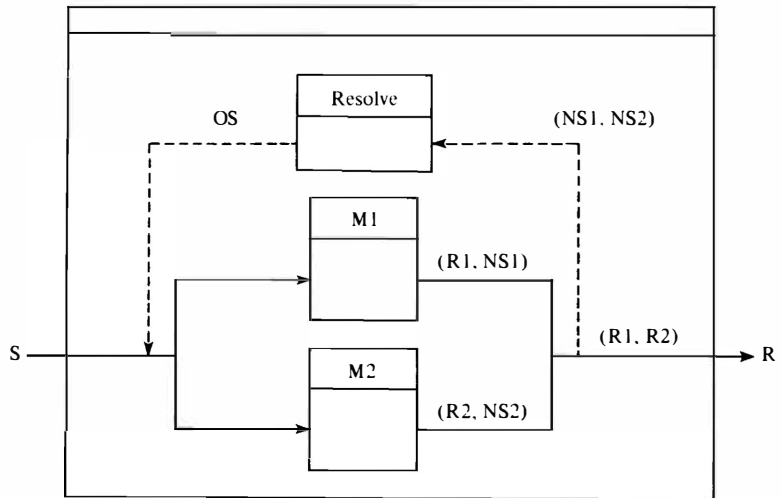 Resolve
OS
(NS1. NS2)
M1
(R1, NS1)
S
(R1, R2)
R
M2
(R2, NS2)